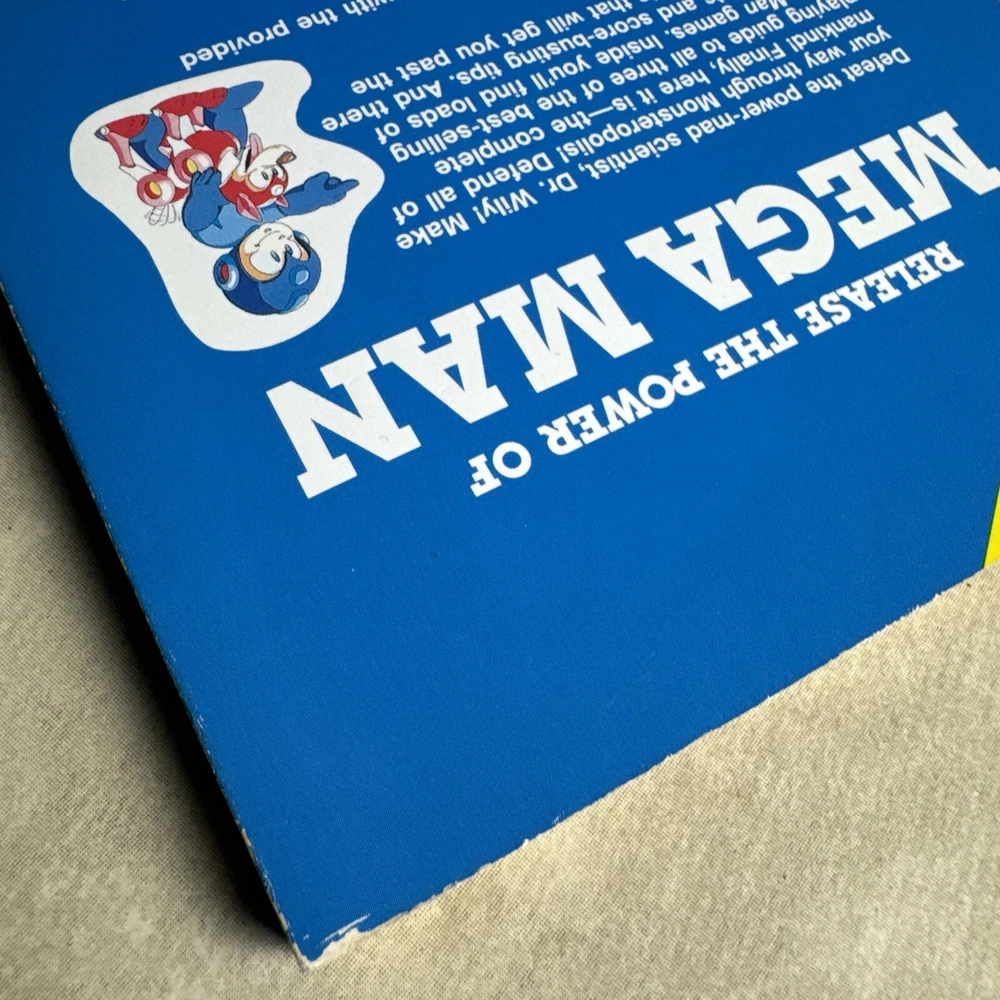 RELEASE THE POWER OF
MEGA MAN
Defeat the power-mad scientist, Dr. Wily! Make
your way through Monsteropolis! Defend all of
mankind! Finally, here it is—the complete
playing guide to all three of the best-selling
Man games. Inside you'll find loads of
and score-busting tips. And there
that will get you past the
with the provided